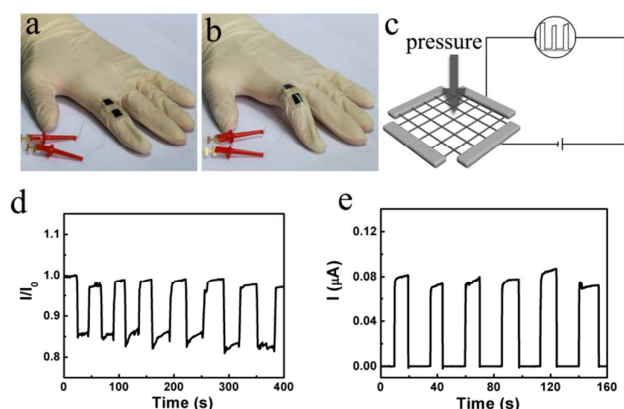 a
b
c
pressure
d
1.1
1.0
0.9
0.8
I/I0
0 100 200 300 400
Time (s)
e
0.12
0.08
0.04
0.00
I (μA)
0 40 80 120 160
Time (s)